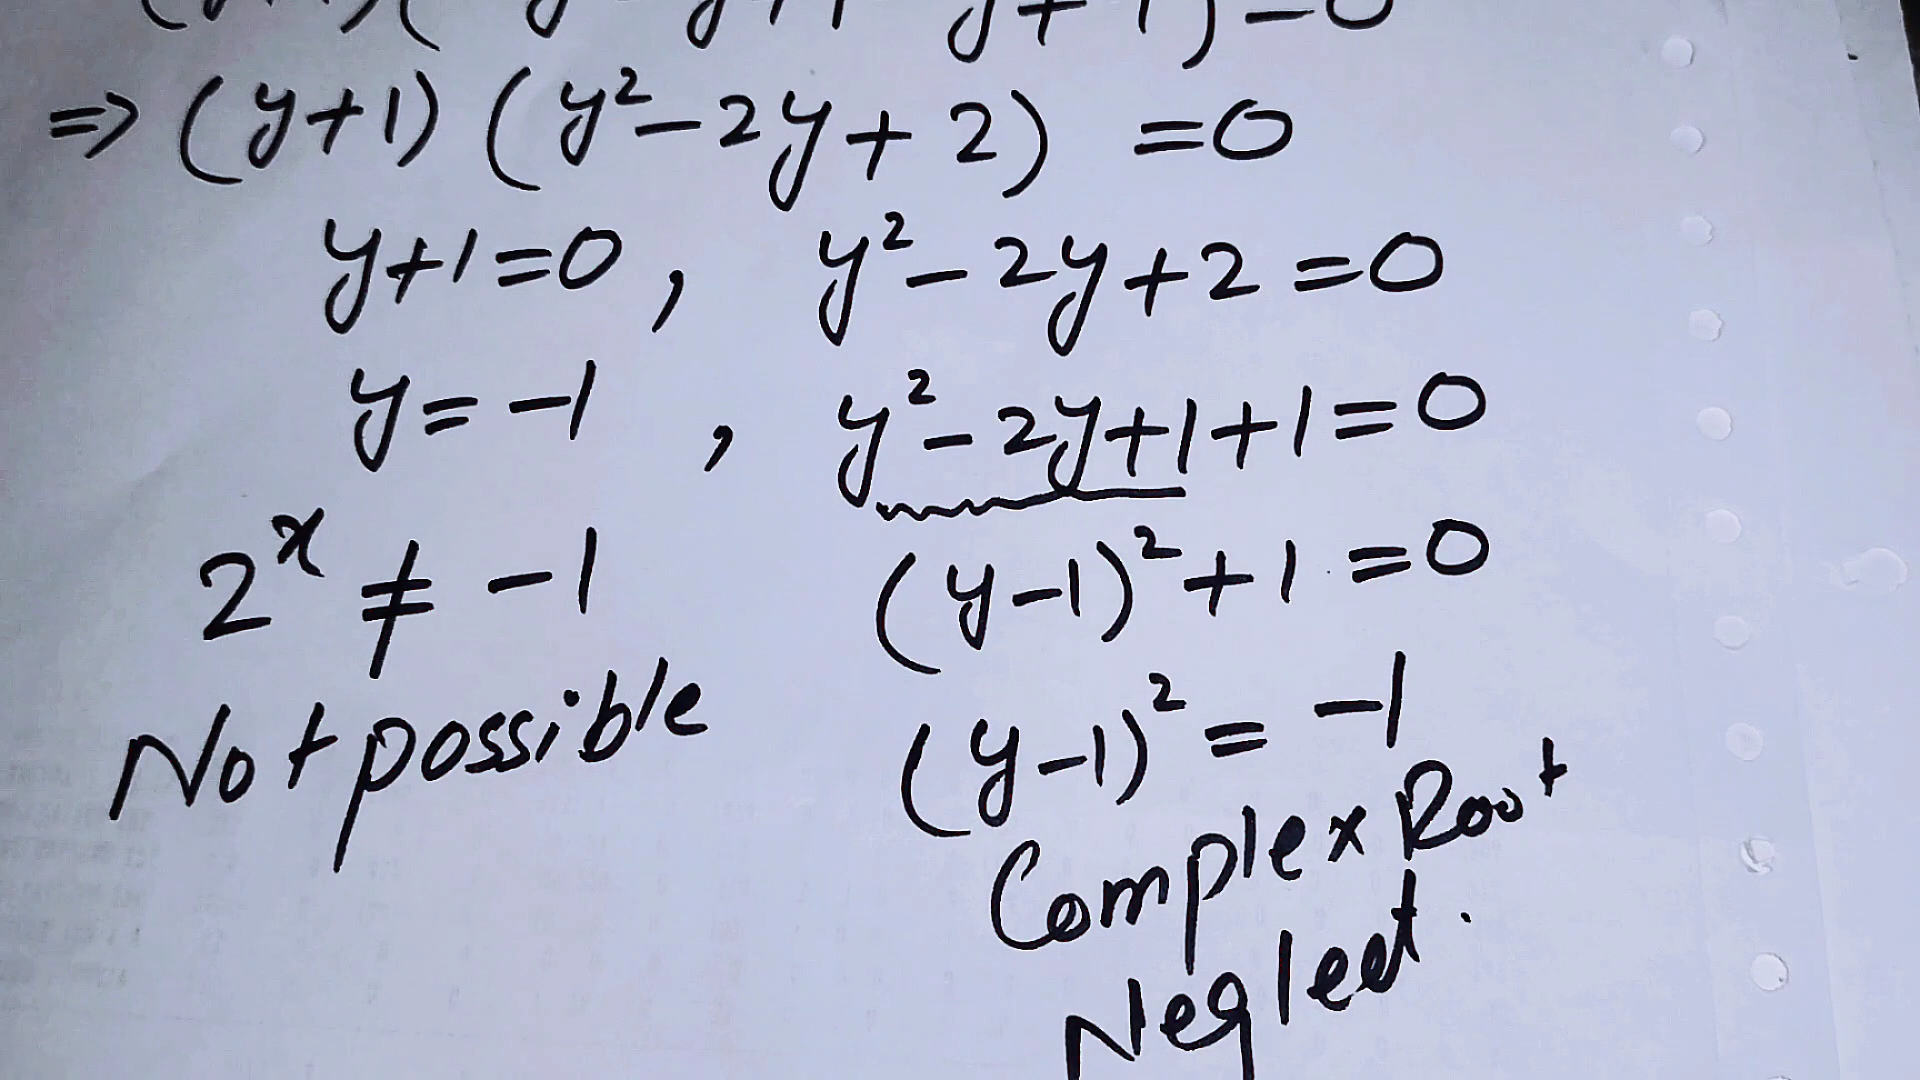 ⇒ (y+1) (y² - 2y + 2) = 0
y+1=0 , y² - 2y + 2 = 0
y = -1 , y² - 2y + 1 + 1 = 0
2ˣ ≠ -1 (y-1)² + 1 = 0
Not possible (y-1)² = -1
Complex Root
Neglect.